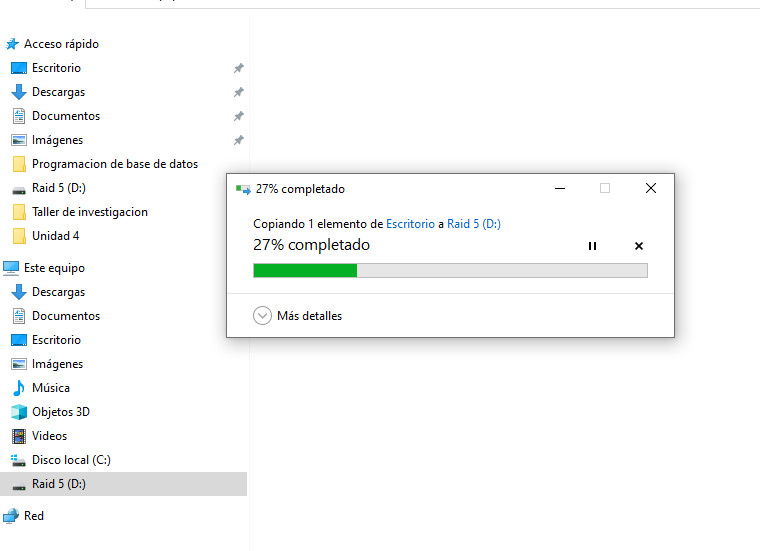 Acceso rápido
Escritorio
Descargas
Documentos
Imágenes
Programacion de base de datos
Raid 5 (D:)
Taller de investigacion
Unidad 4
Este equipo
Descargas
Documentos
Escritorio
Imágenes
Música
Objetos 3D
Videos
Disco local (C:)
Raid 5 (D:)
Red
27% completado
Copiando 1 elemento de Escritorio a Raid 5 (D:)
27% completado
Más detalles